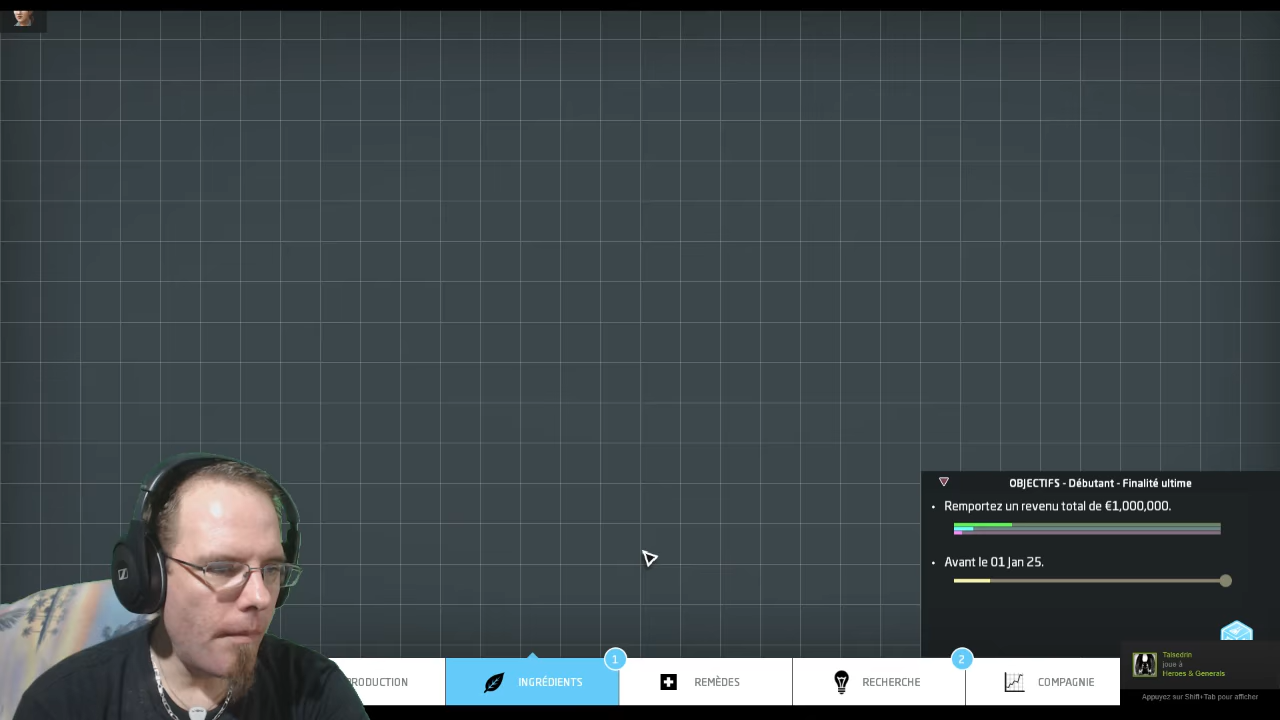 OBJECTIFS - Débutant - Finalité ultime
• Remportez un revenu total de €1,000,000.
• Avant le 01 Jan 25.
RODUCTION
INGRÉDIENTS
1
REMÈDES
RECHERCHE
2
COMPAGNIE
Talsedrin
joue à
Heroes & Generals
Appuyez sur Shift+Tab pour afficher